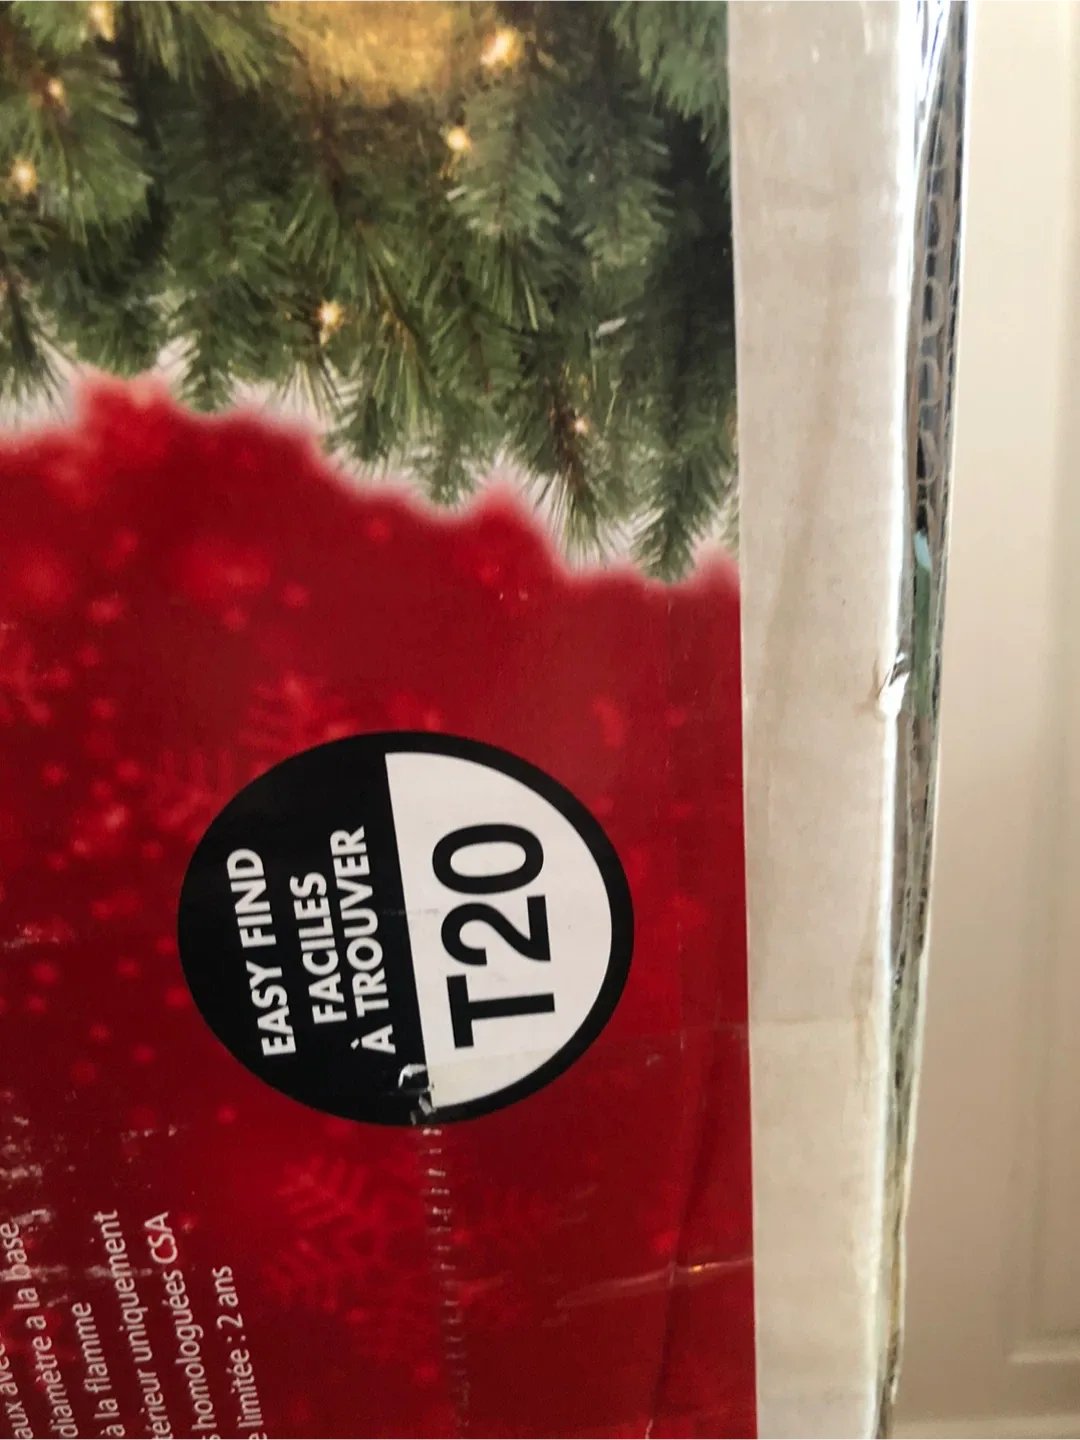 EASY FIND
FACILES
À TROUVER
T20
aux avec
diamètre a la base
à la flamme
térieur uniquement
homologuées CSA
limitée : 2 ans